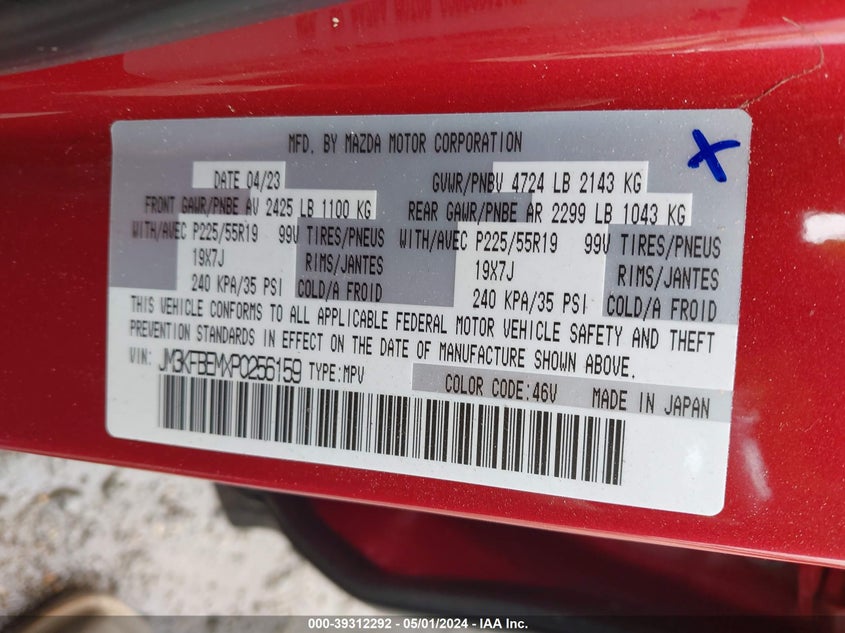 MFD. BY MAZDA MOTOR CORPORATION
DATE 04/23 GVWR/PNBV 4724 LB 2143 KG
FRONT GAWR/PNBE AV 2425 LB 1100 KG REAR GAWR/PNBE AR 2299 LB 1043 KG
WITH/AVEC P225/55R19 99V TIRES/PNEUS WITH/AVEC P225/55R19 99V TIRES/PNEUS
19X7J RIMS/JANTES 19X7J RIMS/JANTES
240 KPA/35 PSI COLD/A FROID 240 KPA/35 PSI COLD/A FROID
THIS VEHICLE CONFORMS TO ALL APPLICABLE FEDERAL MOTOR VEHICLE SAFETY AND THEFT
PREVENTION STANDARDS IN EFFECT ON THE DATE OF MANUFACTURE SHOWN ABOVE.
VIN: JM3KFBEMXP0256159 TYPE:MPV
COLOR CODE:46V MADE IN JAPAN
000-39312292 - 05/01/2024 - IAA Inc.